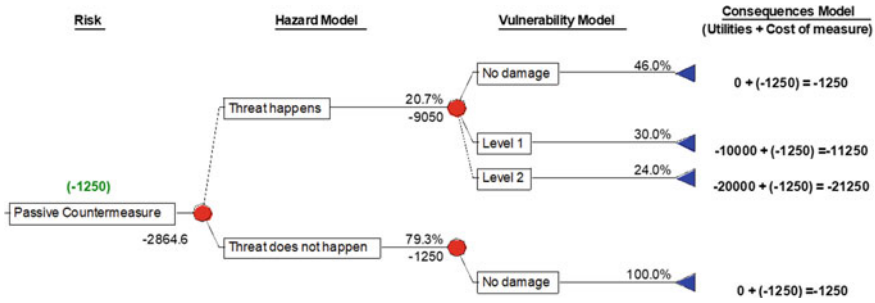 Risk
Hazard Model
Vulnerability Model
Consequences Model
(Utilities + Cost of measure)
No damage
46.0%
0 + (-1250) = -1250
Threat happens
20.7%
-9050
Level 1
30.0%
-10000 + (-1250) =-11250
Level 2
24.0%
-20000 + (-1250) = -21250
(-1250)
Passive Countermeasure
-2864.6
Threat does not happen
79.3%
-1250
No damage
100.0%
0 + (-1250) =-1250